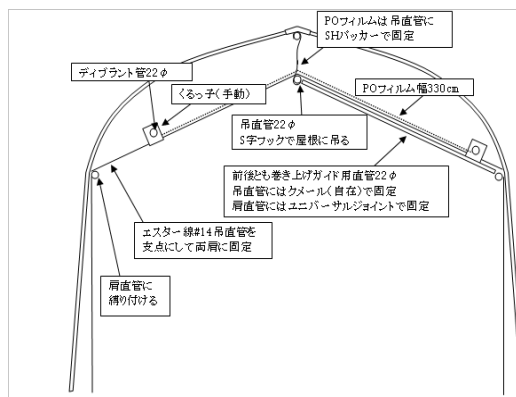 POフィルムは吊直管に
SHパッカーで固定
ディブラント管22φ
くるっ子(手動)
POフィルム幅330cm
吊直管22φ
S字フックで屋根に吊る
前後とも巻き上げガイド用直管22φ
吊直管にはクメール(自在)で固定
肩直管にはユニバーサルジョイントで固定
エスター線#14吊直管を
支点にして両肩に固定
肩直管に
縛り付ける